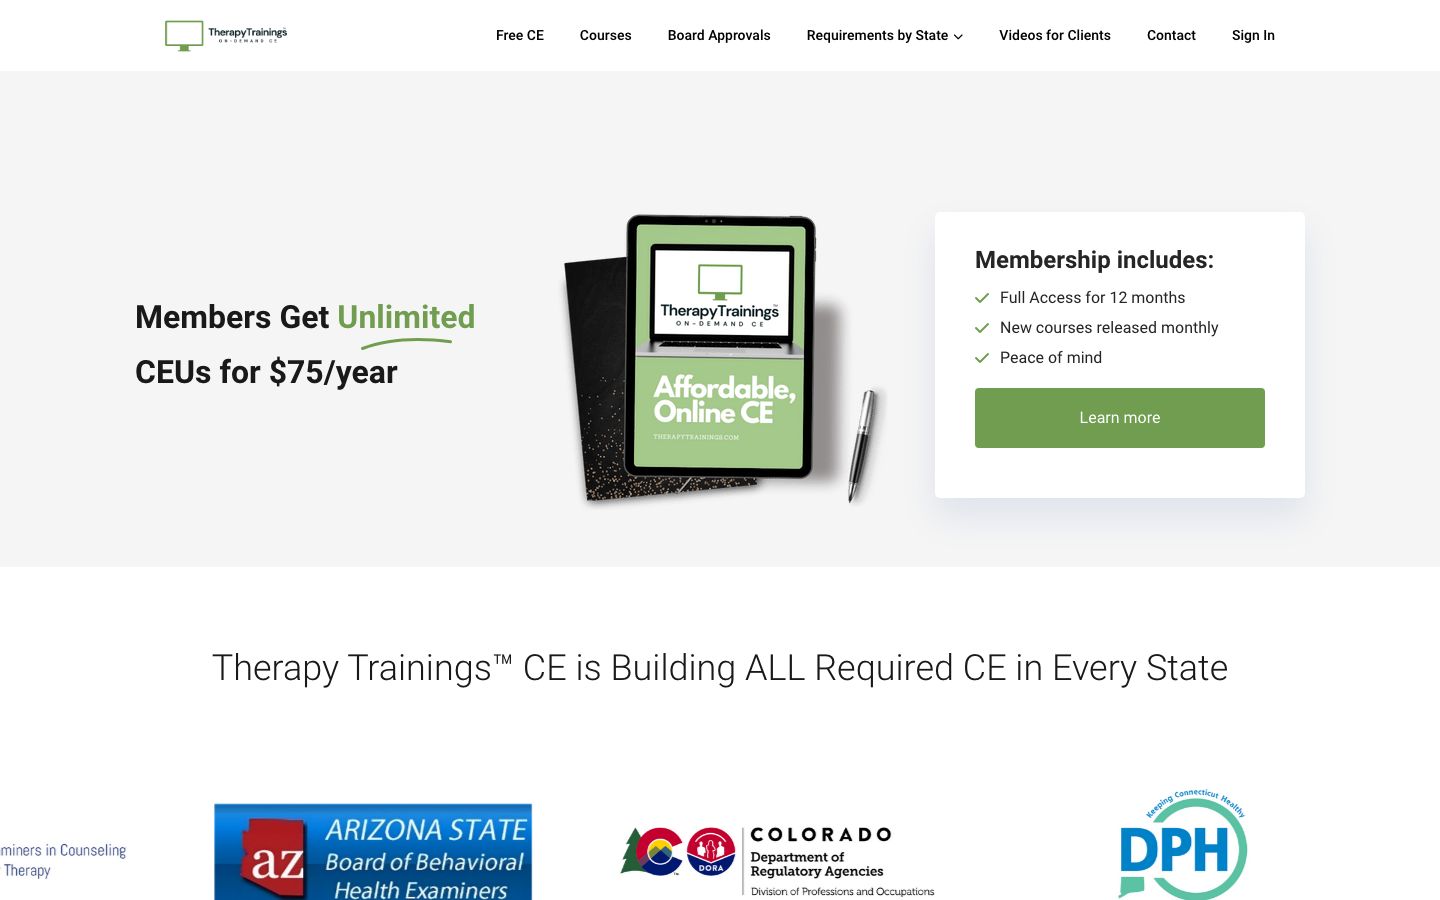 TherapyTrainings
ON-DEMAND CE
Free CE
Courses
Board Approvals
Requirements by State
Videos for Clients
Contact
Sign In
Members Get Unlimited
CEUs for $75/year
TherapyTrainings™
ON-DEMAND CE
Affordable,
Online CE
THERAPYTRAININGS.COM
Membership includes:
Full Access for 12 months
New courses released monthly
Peace of mind
Learn more
Therapy Trainings™ CE is Building ALL Required CE in Every State
miners in Counseling
Therapy
az
ARIZONA STATE
Board of Behavioral
Health Examiners
DORA
COLORADO
Department of
Regulatory Agencies
Division of Professions and Occupations
Keeping Connecticut Healthy
DPH